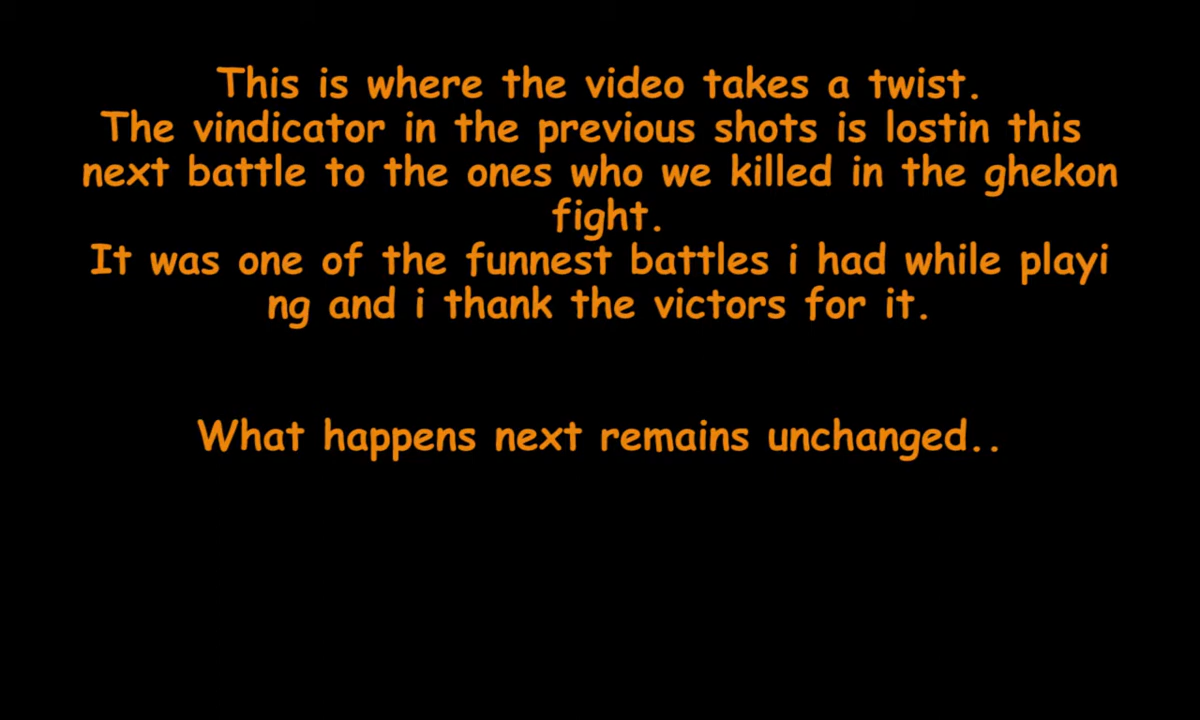 This is where the video takes a twist.
The vindicator in the previous shots is lostin this
next battle to the ones who we killed in the ghekon
fight.
It was one of the funnest battles i had while playi
ng and i thank the victors for it.
What happens next remains unchanged..